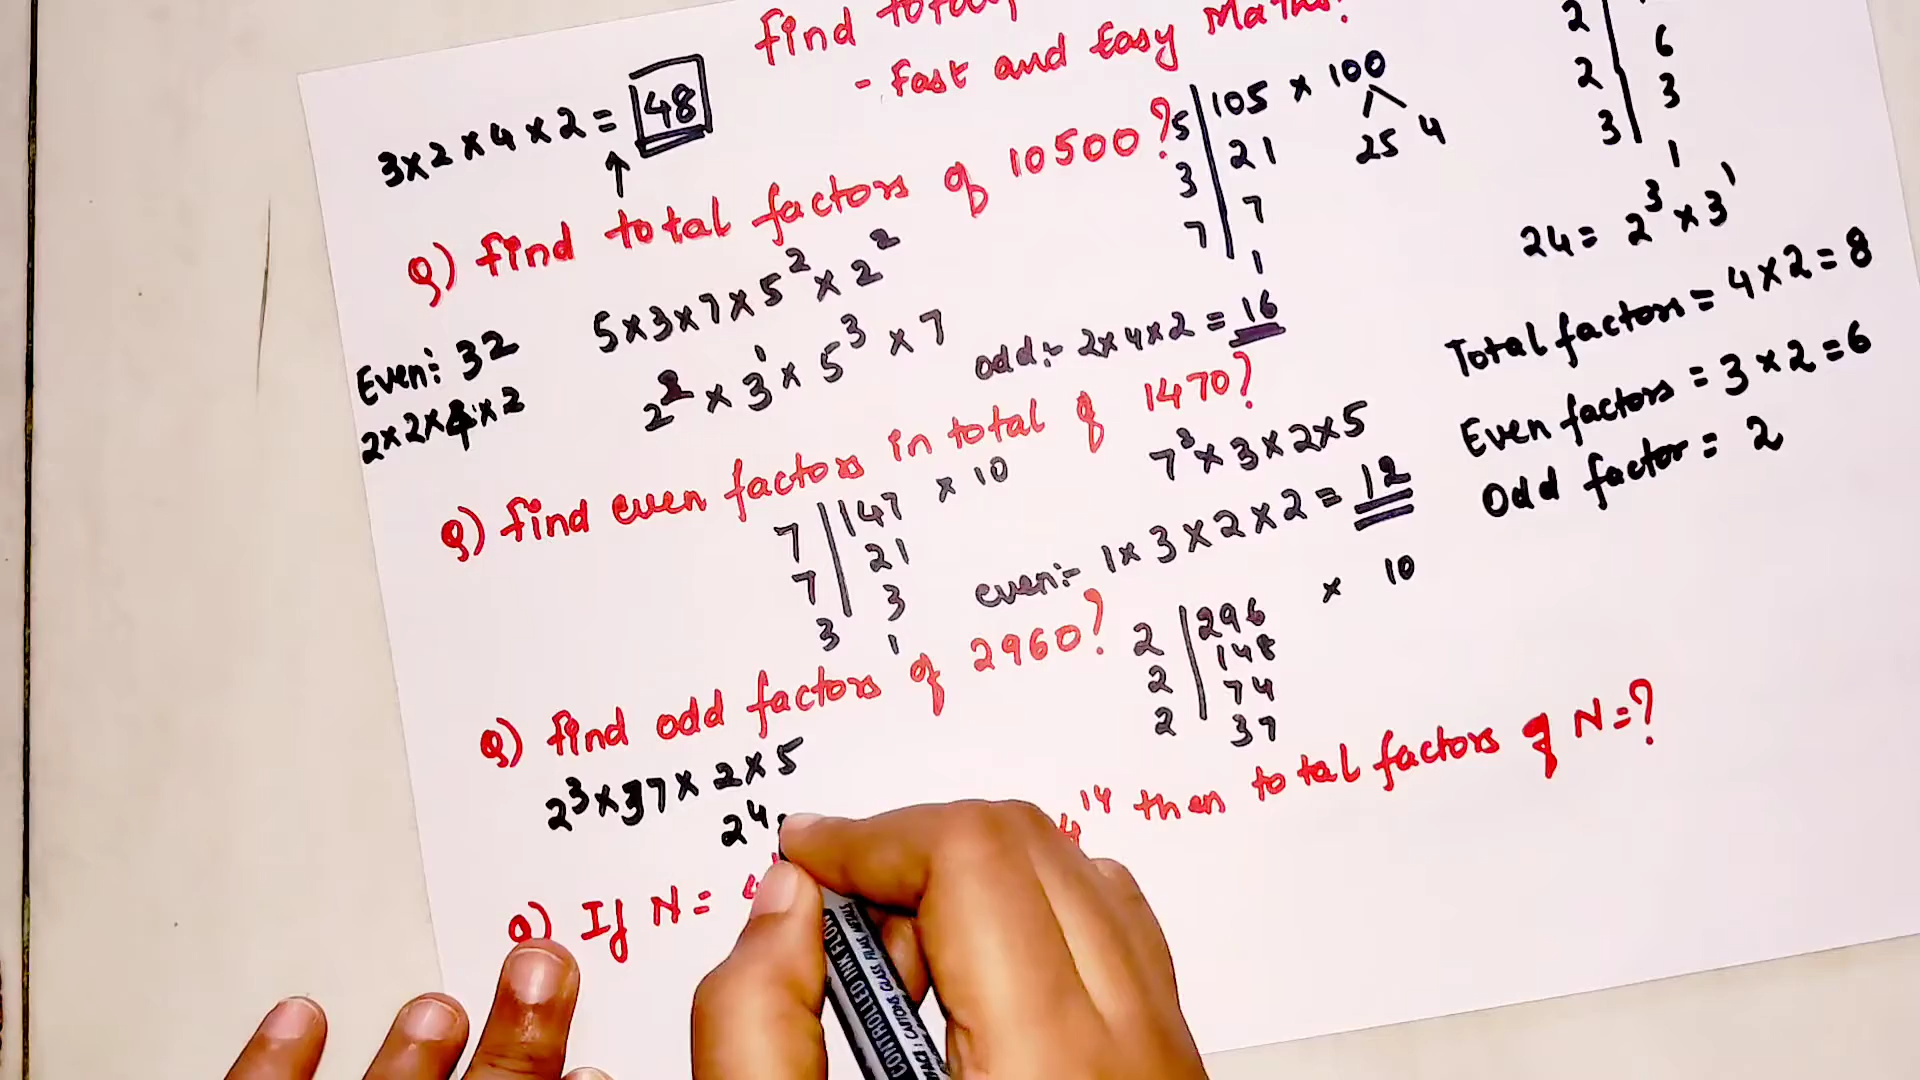 find
- Fast and Easy Maths!
3×2×4×2 = 48
Q) find total factors of 10500?
5 105 × 100
3 21 25 4
7 7
1
5×3×7×5²×2²
2² × 3¹ × 5³ × 7
Even: 32
2×2×4×2
odd:- 2×4×2 = 16
2
2 6
3 3
1
24 = 2³ × 3¹
Total factors = 4×2=8
Even factors = 3×2=6
Odd factor = 2
Q) find even factors in total of 1470?
7 147 × 10
7 21
3 3
1
7² × 3×2×5
even:- 1×3×2×2 = 12
Q) find odd factors of 2960?
2 296 × 10
2 148
2 74
37
2³×37×2×5
2⁴
Q) If N = 4¹⁴ then total factors of N=?
CONTROLLED INK FLOW